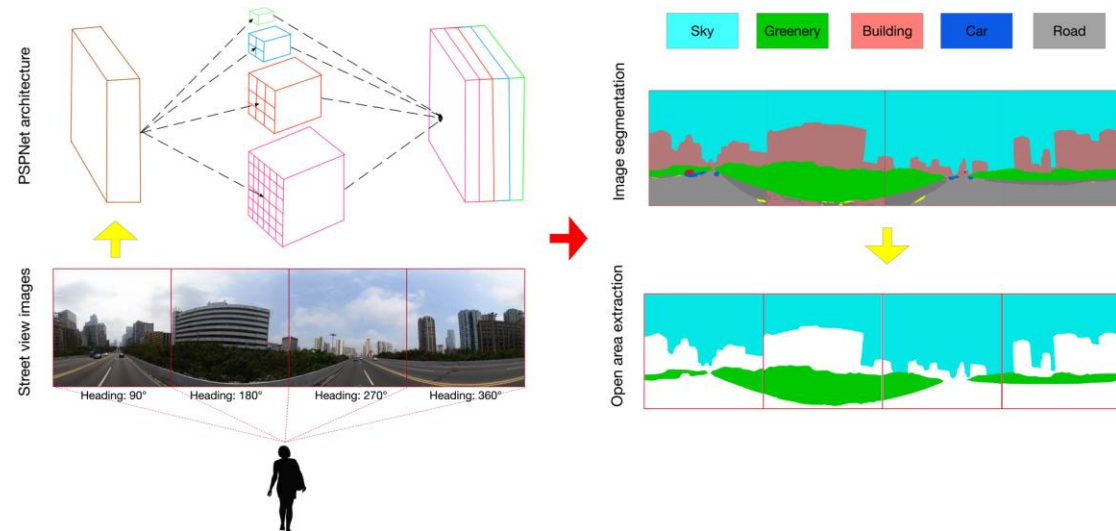 PSPNet architecture
Street view images
Heading: 90°
Heading: 180°
Heading: 270°
Heading: 360°
Sky
Greenery
Building
Car
Road
Image segmentation
Open area extraction